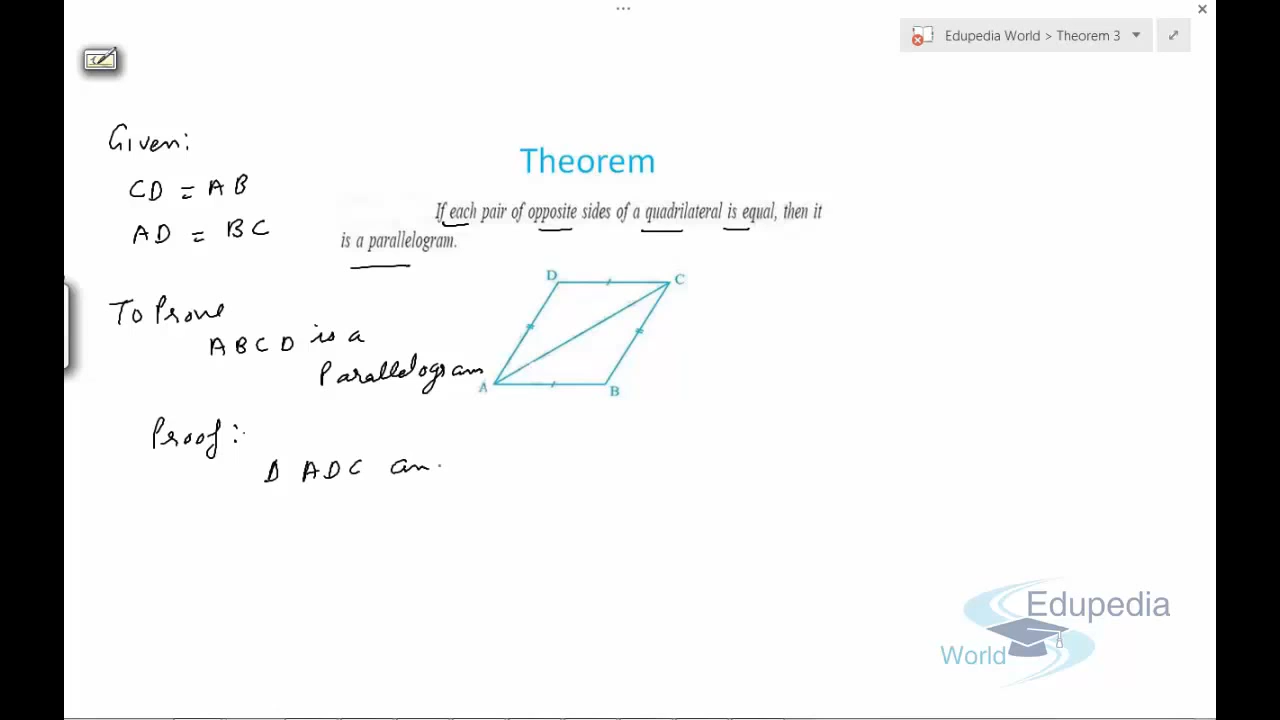 Edupedia World > Theorem 3
Given:
CD = AB
AD = BC
Theorem
If each pair of opposite sides of a quadrilateral is equal, then it
is a parallelogram.
To Prove
ABCD is a
Parallelogram
D
C
A
B
Proof :
Δ ADC an
Edupedia
World